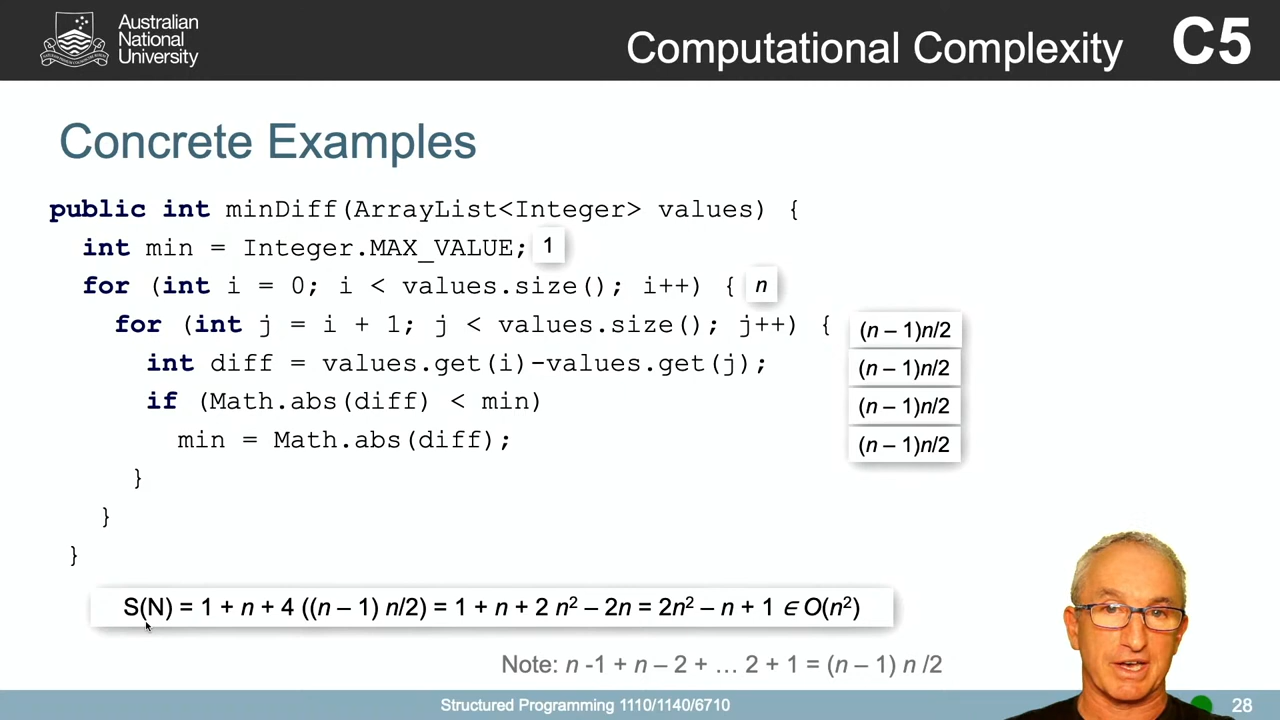 Australian
National
University
Computational Complexity C5
Concrete Examples
public int minDiff(ArrayList<Integer> values) {
int min = Integer.MAX_VALUE; 1
for (int i = 0; i < values.size(); i++) { n
for (int j = i + 1; j < values.size(); j++) { (n – 1)n/2
int diff = values.get(i)-values.get(j); (n – 1)n/2
if (Math.abs(diff) < min) (n – 1)n/2
min = Math.abs(diff); (n – 1)n/2
}
}
}
S(N) = 1 + n + 4 ((n – 1) n/2) = 1 + n + 2 n² – 2n = 2n² – n + 1 ∈ O(n²)
Note: n -1 + n – 2 + … 2 + 1 = (n – 1) n /2
Structured Programming 1110/1140/6710 28